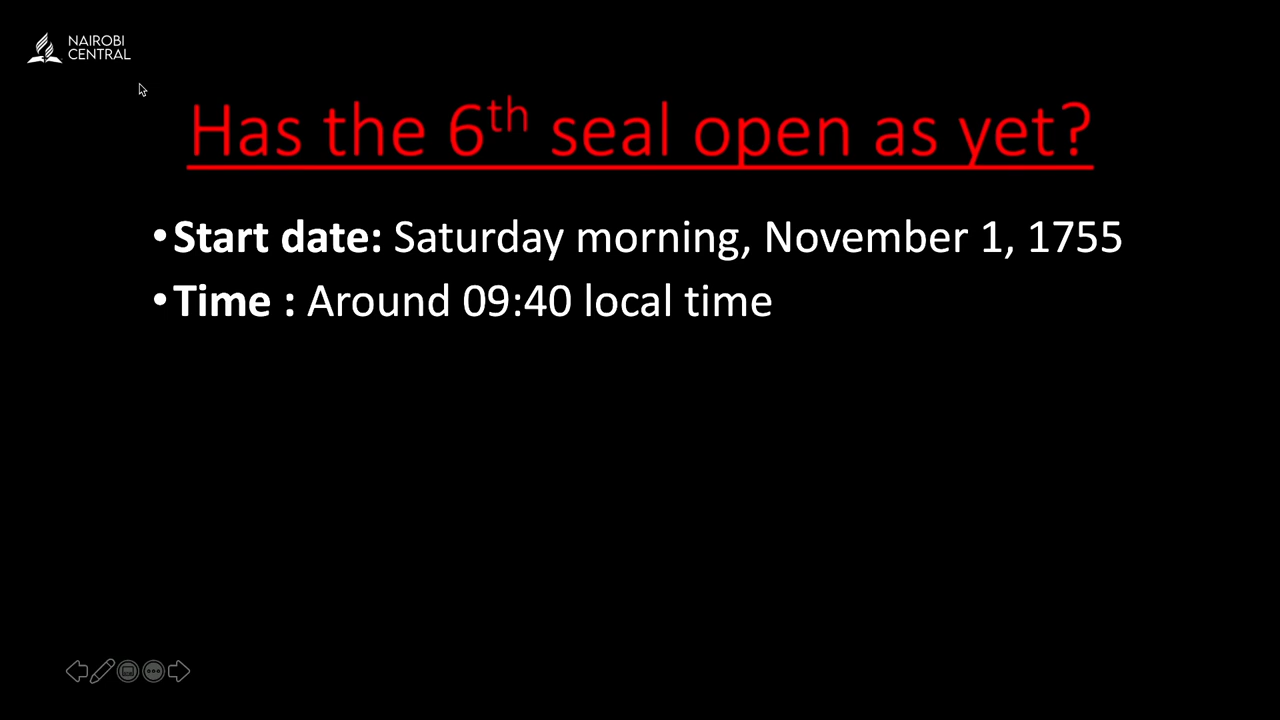 NAIROBI
CENTRAL
Has the 6th seal open as yet?
•Start date: Saturday morning, November 1, 1755
•Time : Around 09:40 local time